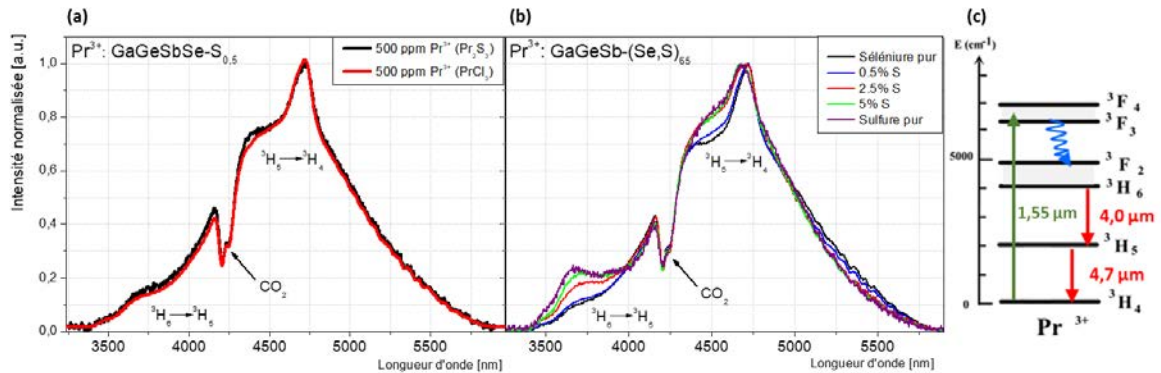 (a)
Pr³⁺: GaGeSbSe-S₀,₅
500 ppm Pr³⁺ (Pr₂S₃)
500 ppm Pr³⁺ (PrCl₃)
Intensité normalisée [a.u.]
1,0
0,8
0,6
0,4
0,2
0,0
³H₅→³H₄
³H₆→³H₅
CO₂
3500 4000 4500 5000 5500
Longueur d'onde [nm]
(b)
Pr³⁺: GaGeSb-(Se,S)₆₅
Séléniure pur
0.5% S
2.5% S
5% S
Sulfure pur
³H₅→³H₄
³H₆→³H₅
CO₂
3500 4000 4500 5000 5500
Longueur d'onde [nm]
(c)
E (cm⁻¹)
5000
0
³F₄
³F₃
³F₂
³H₆
³H₅
³H₄
1,55 µm
4,0 µm
4,7 µm
Pr ³⁺